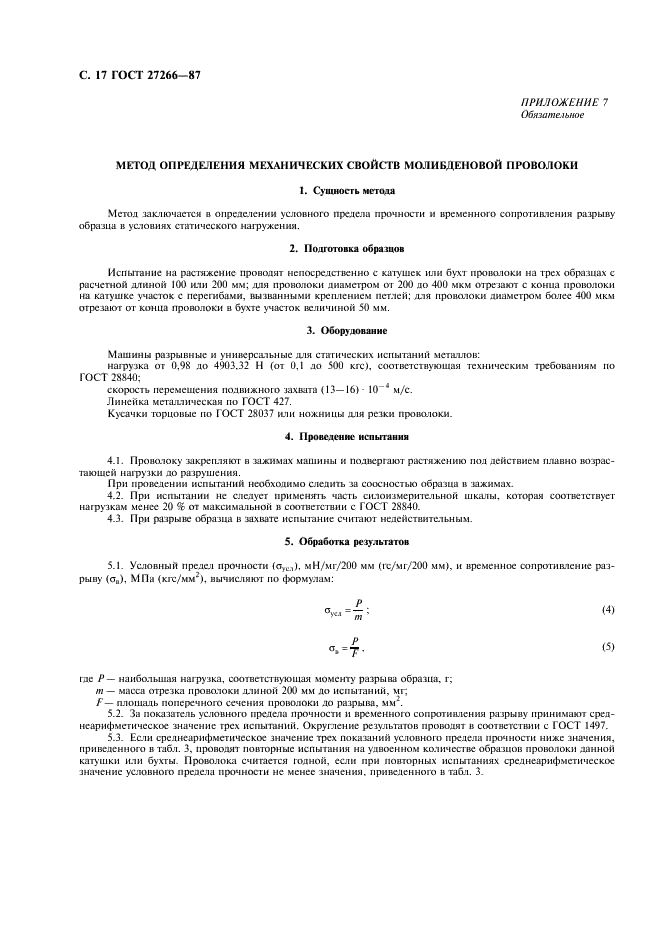 С. 17 ГОСТ 27266—87
ПРИЛОЖЕНИЕ 7
Обязательное
МЕТОД ОПРЕДЕЛЕНИЯ МЕХАНИЧЕСКИХ СВОЙСТВ МОЛИБДЕНОВОЙ ПРОВОЛОКИ
1. Сущность метода
Метод заключается в определении условного предела прочности и временного сопротивления разрыву
образца в условиях статического нагружения.
2. Подготовка образцов
Испытание на растяжение проводят непосредственно с катушек или бухт проволоки на трех образцах с
расчетной длиной 100 или 200 мм; для проволоки диаметром от 200 до 400 мкм отрезают с конца проволоки
на катушке участок с перегибами, вызванными креплением петлей; для проволоки диаметром более 400 мкм
отрезают от конца проволоки в бухте участок величиной 50 мм.
3. Оборудование
Машины разрывные и универсальные для статических испытаний металлов:
нагрузка от 0,98 до 4903,32 Н (от 0,1 до 500 кгс), соответствующая техническим требованиям по
ГОСТ 28840;
скорость перемещения подвижного захвата (13—16) · 10⁻⁴ м/с.
Линейка металлическая по ГОСТ 427.
Кусачки торцовые по ГОСТ 28037 или ножницы для резки проволоки.
4. Проведение испытания
4.1. Проволоку закрепляют в зажимах машины и подвергают растяжению под действием плавно возрас-
тающей нагрузки до разрушения.
При проведении испытаний необходимо следить за соосностью образца в зажимах.
4.2. При испытании не следует применять часть силоизмерительной шкалы, которая соответствует
нагрузкам менее 20 % от максимальной в соответствии с ГОСТ 28840.
4.3. При разрыве образца в захвате испытание считают недействительным.
5. Обработка результатов
5.1. Условный предел прочности (σусл), мН/мг/200 мм (гс/мг/200 мм), и временное сопротивление раз-
рыву (σв), МПа (кгс/мм²), вычисляют по формулам:
σусл = P/m ; (4)
σв = P/F , (5)
где P — наибольшая нагрузка, соответствующая моменту разрыва образца, г;
m — масса отрезка проволоки длиной 200 мм до испытаний, мг;
F — площадь поперечного сечения проволоки до разрыва, мм².
5.2. За показатель условного предела прочности и временного сопротивления разрыву принимают сред-
неарифметическое значение трех испытаний. Округление результатов проводят в соответствии с ГОСТ 1497.
5.3. Если среднеарифметическое значение трех показаний условного предела прочности ниже значения,
приведенного в табл. 3, проводят повторные испытания на удвоенном количестве образцов проволоки данной
катушки или бухты. Проволока считается годной, если при повторных испытаниях среднеарифметическое
значение условного предела прочности не менее значения, приведенного в табл. 3.